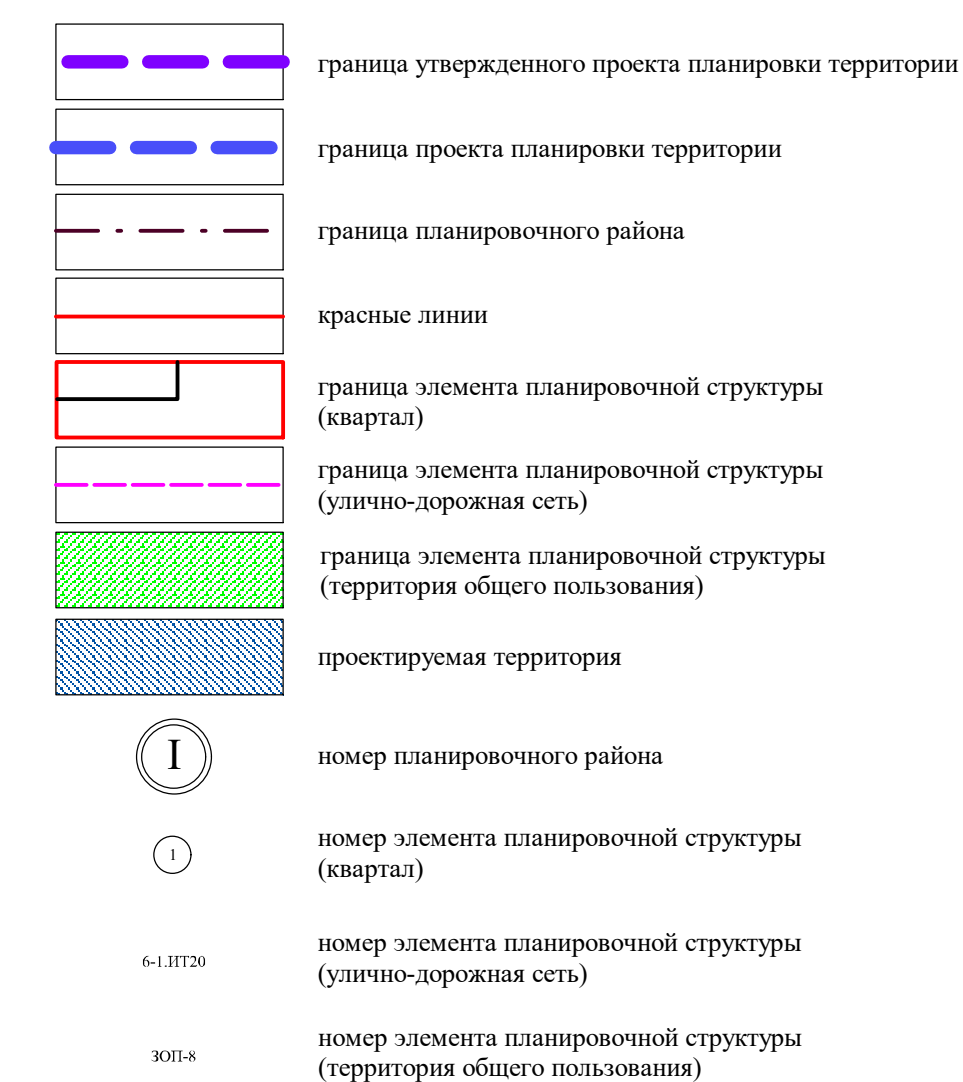 граница утвержденного проекта планировки территории
граница проекта планировки территории
граница планировочного района
красные линии
граница элемента планировочной структуры
(квартал)
граница элемента планировочной структуры
(улично-дорожная сеть)
граница элемента планировочной структуры
(территория общего пользования)
проектируемая территория
I
номер планировочного района
1
номер элемента планировочной структуры
(квартал)
6-1.ИТ20
номер элемента планировочной структуры
(улично-дорожная сеть)
ЗОП-8
номер элемента планировочной структуры
(территория общего пользования)